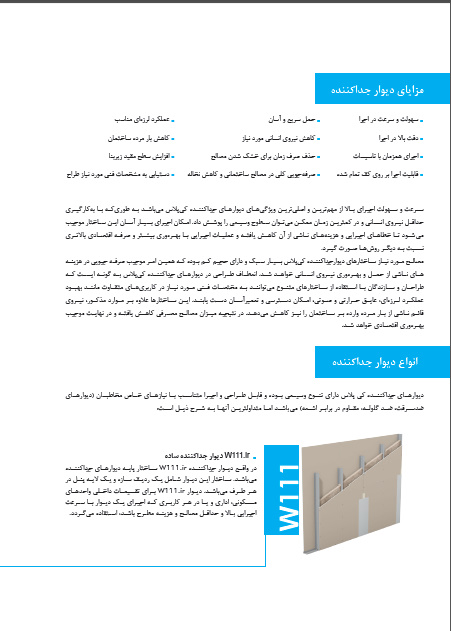 مزایای دیوار جداکننده
سهولت و سرعت در اجرا
حمل سریع و آسان
عملکرد لرزه‌ای مناسب
دقت بالا در اجرا
کاهش نیروی انسانی مورد نیاز
کاهش بار مرده ساختمان
اجرای همزمان با تاسیسات
حذف صرف زمان برای خشک شدن مصالح
افزایش سطح مفید زیربنا
قابلیت اجرا بر روی کف تمام شده
صرفه‌جویی کلی در مصالح ساختمانی و کاهش نخاله
دستیابی به مشخصات فنی مورد نیاز طراح
سرعت و سهولت اجرای بالا از مهم‌ترین و اصلی‌ترین ویژگی‌های دیوارهای جداکننده کی‌پلاس می‌باشد به طوری‌که با به‌کارگیری
حداقل نیروی انسانی و در کمترین زمان ممکن می‌توان سطوح وسیعی را پوشش داد. امکان اجرای بسیار آسان این ساختار موجب
می‌شود تا خطاهای اجرایی و هزینه‌های ناشی از آن کاهش یافته و عملیات اجرایی با بهره‌وری بیشتر و صرفه اقتصادی بالاتری
نسبت به دیگر روش‌ها صورت گیرد.
مصالح مورد نیاز ساختارهای دیوارجداکننده کی‌پلاس بسیار سبک و دارای حجیم کم بوده که همین امر موجب صرفه جویی در هزینه
های ناشی از حمل و بهره‌وری نیروی انسانی خواهد شد. انعطاف طراحی در دیوارهای جداکننده کی‌پلاس به گونه ایست که
طراحان و سازندگان با استفاده از ساختارهای متنوع می‌توانند به مختصات فنی مورد نیاز در کاربری‌های متفاوت مانند بهبود
عملکرد لرزه‌ای، عایق حرارتی و صوتی، امکان دسترسی و تعمیرآسان دست یابند. این ساختارها علاوه بر موارد مذکور، نیروی
قائم ناشی از بار مرده وارده بر ساختمان را نیز کاهش می‌دهد. در نتیجه میزان مصالح مصرفی کاهش یافته و در نهایت موجب
بهره‌وری اقتصادی خواهد شد.
انواع دیوار جداکننده
دیوارهای جداکننده کی پلاس دارای تنوع وسیعی بوده و قابل طراحی و اجرا متناسب با نیازهای خاص مخاطبان (دیوارهای
ضدسرقت، ضد گلوله، مقاوم در برابر اشعه) می‌باشد اما متداولترین آنها به شرح ذیل است:
W111.ir دیوار جداکننده ساده
در واقع دیوار جداکننده W111.ir ساختار پایه دیوارهای جداکننده
می‌باشد. ساختار این دیوار شامل یک ردیف سازه و یک لایه پنل در
هر طرف می‌باشد. دیوار W111.ir برای تقسیمات داخلی واحدهای
مسکونی، اداری و یا در هر کاربری که اجرای یک دیوار با سرعت
اجرایی بالا و حداقل مصالح و هزینه مطرح باشد، استفاده می‌گردد.
W111